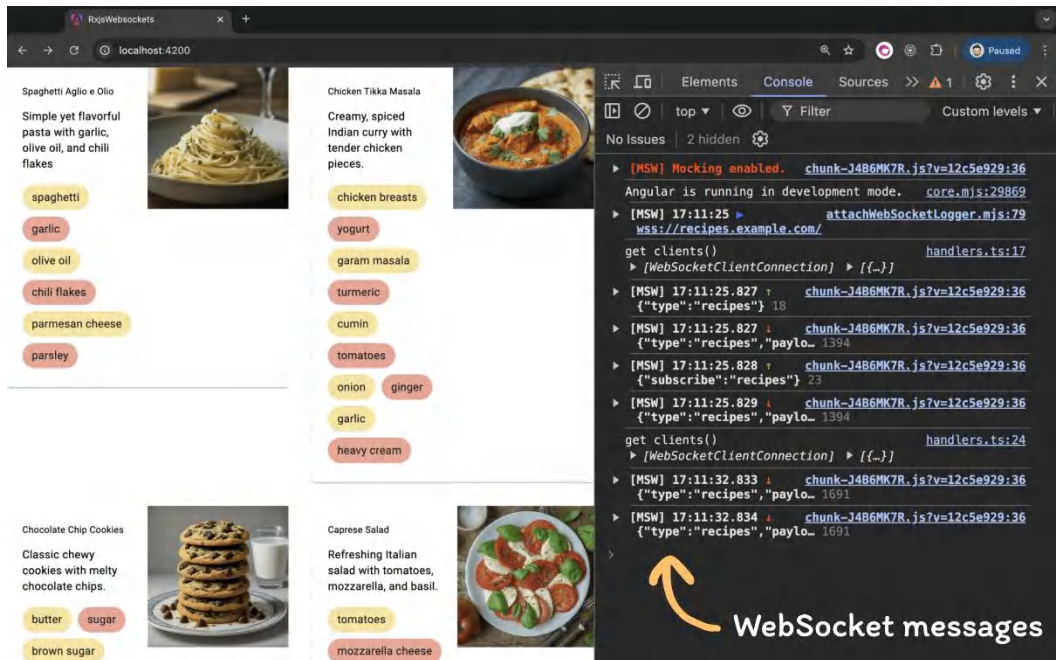 RxjsWebsockets
localhost:4200
Paused
Spaghetti Aglio e Olio
Simple yet flavorful
pasta with garlic,
olive oil, and chili
flakes
spaghetti
garlic
olive oil
chili flakes
parmesan cheese
parsley
Chicken Tikka Masala
Creamy, spiced
Indian curry with
tender chicken
pieces.
chicken breasts
yogurt
garam masala
turmeric
cumin
tomatoes
onion ginger
garlic
heavy cream
Chocolate Chip Cookies
Classic chewy
cookies with melty
chocolate chips.
butter sugar
brown sugar
Caprese Salad
Refreshing Italian
salad with tomatoes,
mozzarella, and basil.
tomatoes
mozzarella cheese
Elements Console Sources 1
top Filter Custom levels
No Issues 2 hidden
[MSW] Mocking enabled. chunk-J4B6MK7R.js?v=12c5e929:36
Angular is running in development mode. core.mjs:29869
[MSW] 17:11:25 attachWebSocketLogger.mjs:79
wss://recipes.example.com/
get clients() handlers.ts:17
[WebSocketClientConnection] [{…}]
[MSW] 17:11:25.827 ↑ chunk-J4B6MK7R.js?v=12c5e929:36
{"type":"recipes"} 18
[MSW] 17:11:25.827 ↓ chunk-J4B6MK7R.js?v=12c5e929:36
{"type":"recipes","paylo… 1394
[MSW] 17:11:25.828 ↑ chunk-J4B6MK7R.js?v=12c5e929:36
{"subscribe":"recipes"} 23
[MSW] 17:11:25.829 ↓ chunk-J4B6MK7R.js?v=12c5e929:36
{"type":"recipes","paylo… 1394
get clients() handlers.ts:24
[WebSocketClientConnection] [{…}]
[MSW] 17:11:32.833 ↓ chunk-J4B6MK7R.js?v=12c5e929:36
{"type":"recipes","paylo… 1691
[MSW] 17:11:32.834 ↓ chunk-J4B6MK7R.js?v=12c5e929:36
{"type":"recipes","paylo… 1691
WebSocket messages